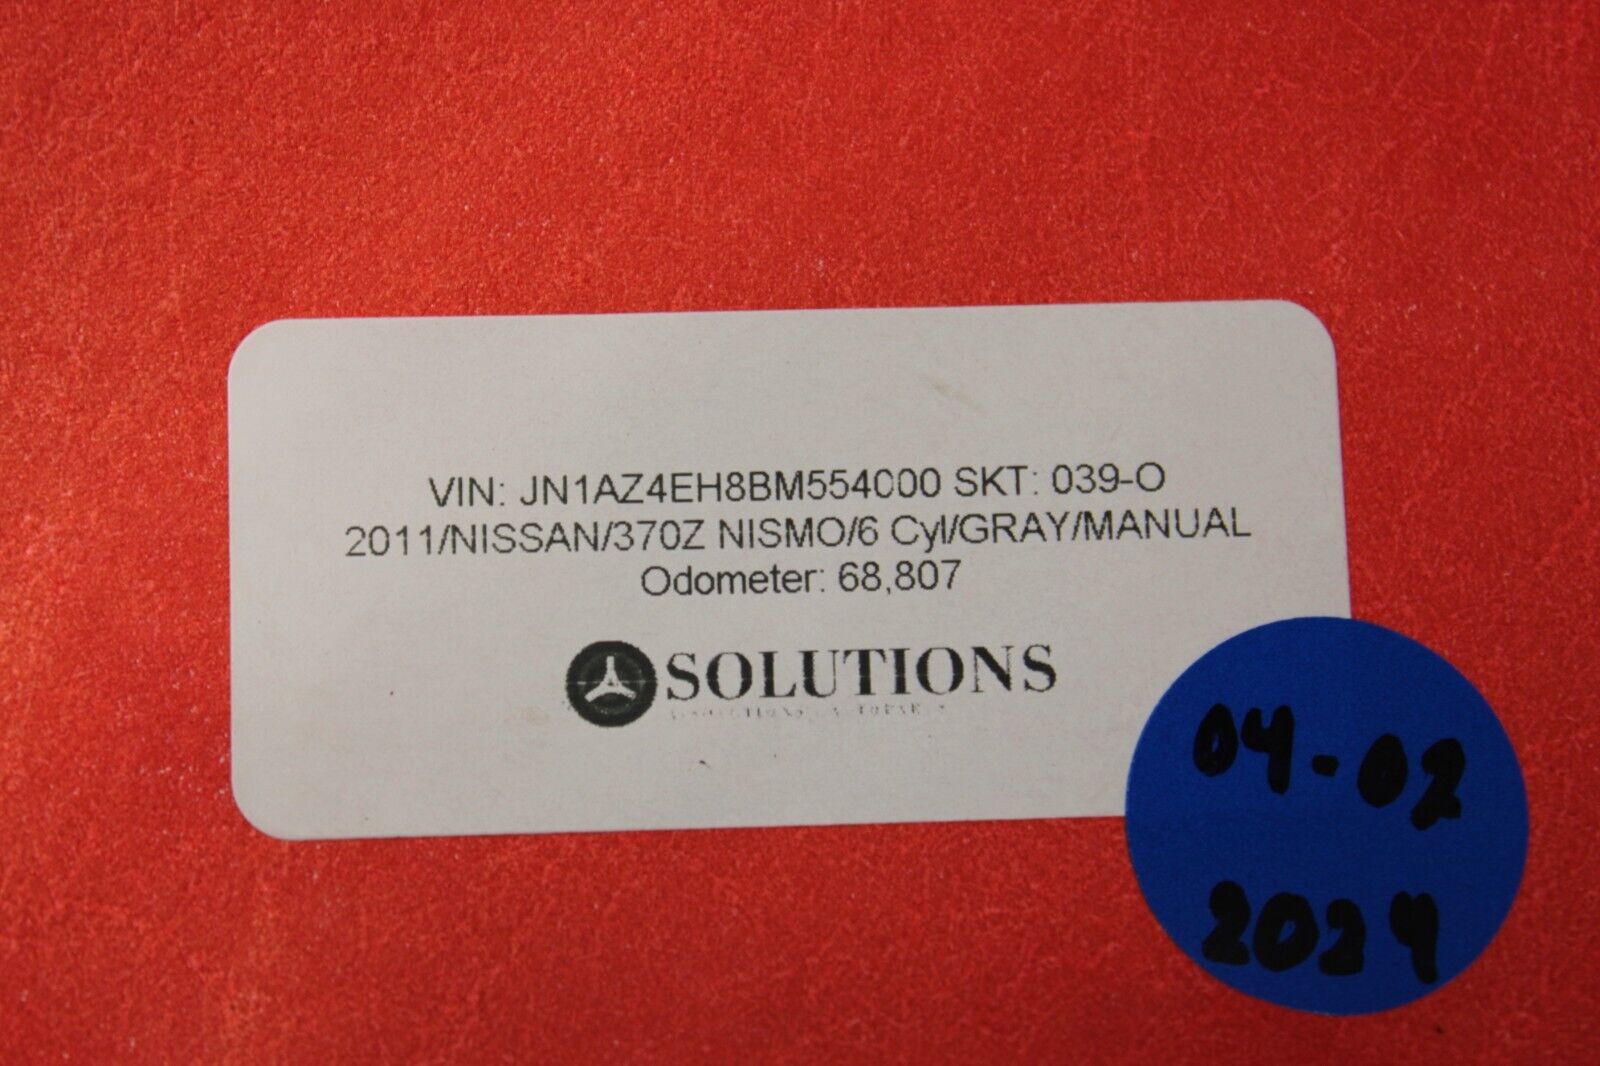 VIN: JN1AZ4EH8BM554000 SKT: 039-O
2011/NISSAN/370Z NISMO/6 Cyl/GRAY/MANUAL
Odometer: 68,807
SOLUTIONS
04-02
2024